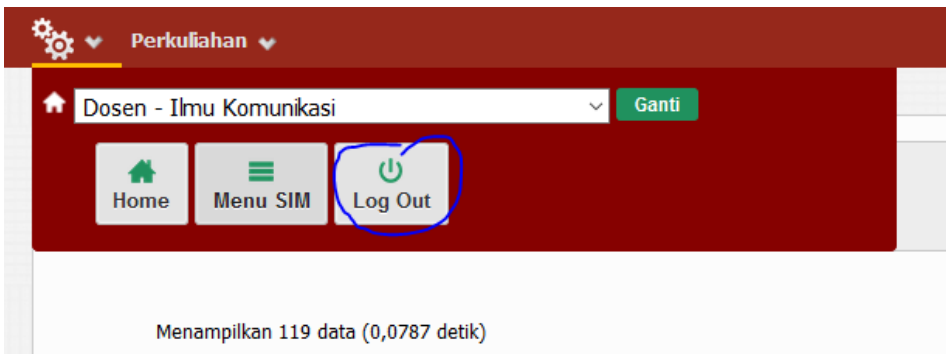 Perkuliahan
Dosen - Ilmu Komunikasi Ganti
Home Menu SIM Log Out
Menampilkan 119 data (0,0787 detik)